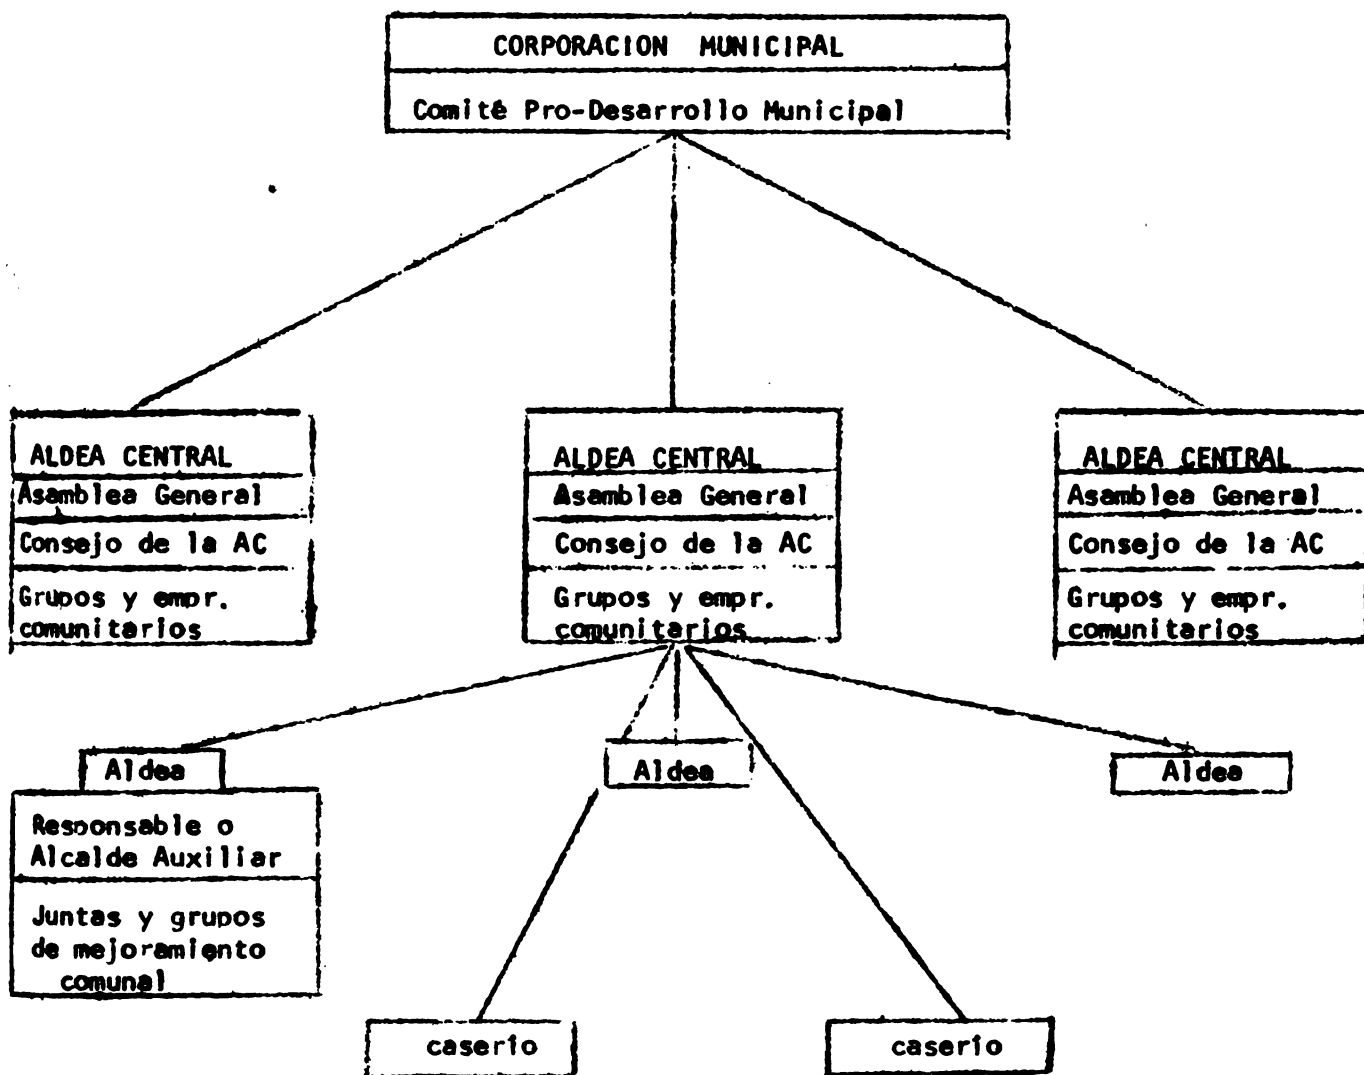 CORPORACION MUNICIPAL
Comité Pro-Desarrollo Municipal
ALDEA CENTRAL
Asamblea General
Consejo de la AC
Grupos y empr.
comunitarios
ALDEA CENTRAL
Asamblea General
Consejo de la AC
Grupos y empr.
comunitarios
ALDEA CENTRAL
Asamblea General
Consejo de la AC
Grupos y empr.
comunitarios
Aldea
Responsable o
Alcalde Auxiliar
Juntas y grupos
de mejoramiento
comunal
Aldea
Aldea
caserio
caserio